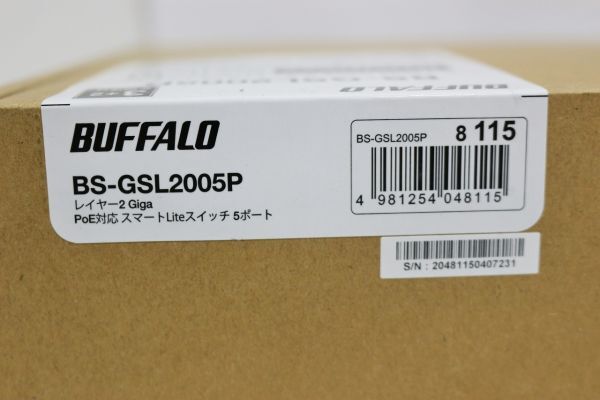 BUFFALO
BUFFALO
BS-GSL2005P
レイヤー2 Giga
PoE対応 スマートLiteスイッチ 5ポート
BS-GSL2005P 8 115
4 981254 048115
S/N : 20481150407231